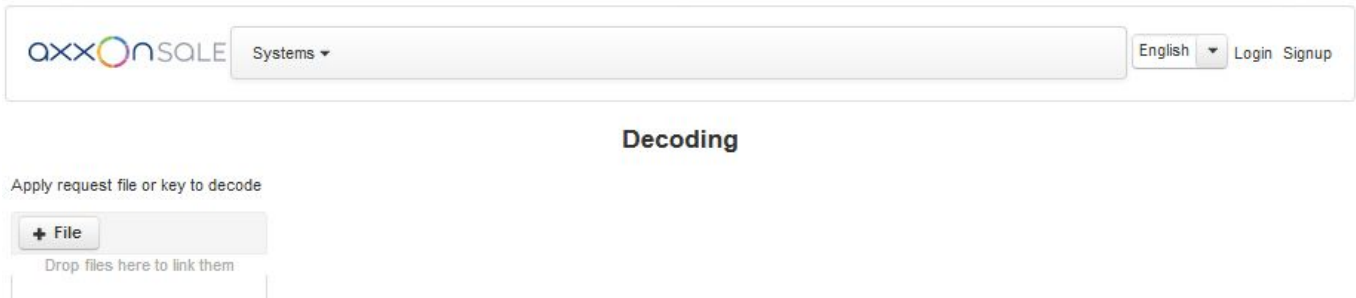 axxOnSALE
Systems
English
Login Signup
Decoding
Apply request file or key to decode
+ File
Drop files here to link them